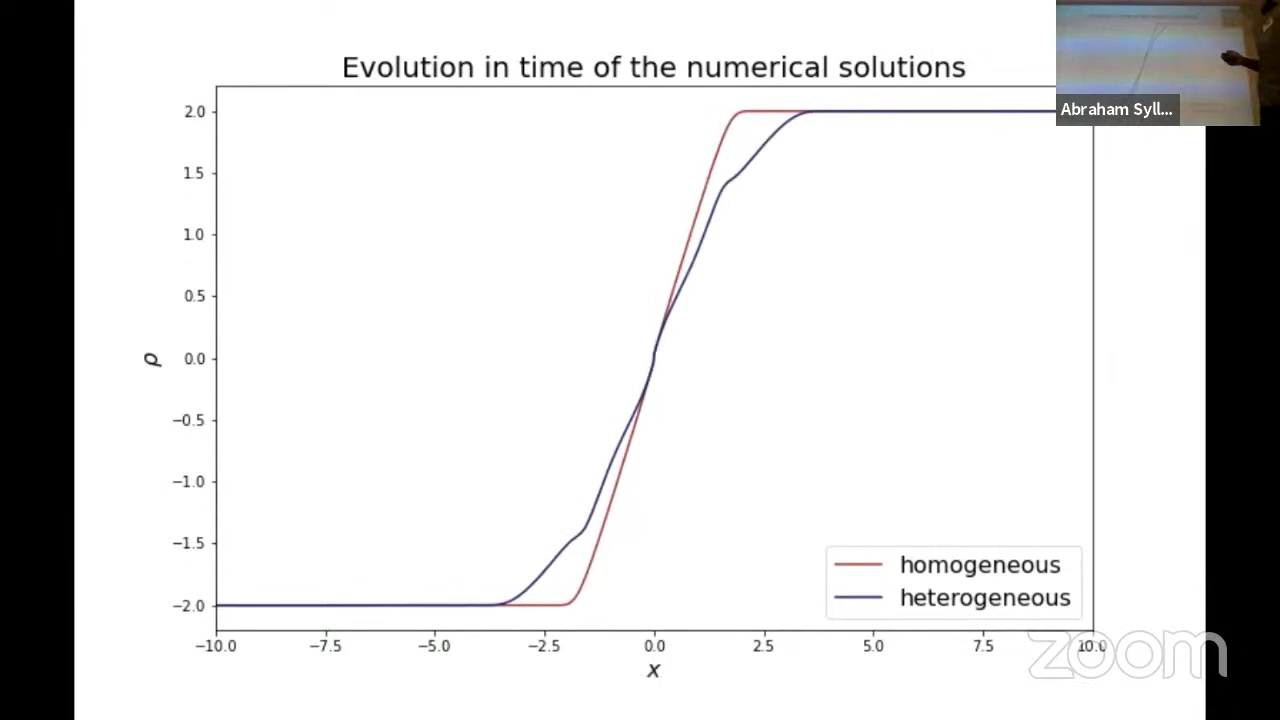 Evolution in time of the numerical solutions
Abraham Syll...
2.0
1.5
1.0
0.5
0.0
−0.5
−1.0
−1.5
−2.0
ρ
homogeneous
heterogeneous
−10.0 −7.5 −5.0 −2.5 0.0 2.5 5.0 7.5 10.0
x
zoom